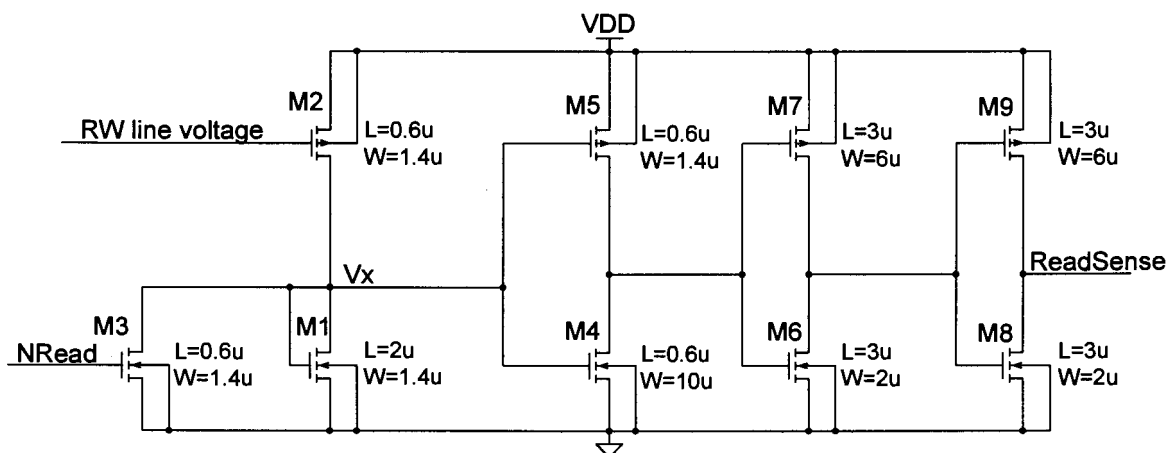 VDD
M2
M5
M7
M9
RW line voltage
L=0.6u
W=1.4u
L=0.6u
W=1.4u
L=3u
W=6u
L=3u
W=6u
Vx
ReadSense
M3
M1
M4
M6
M8
NRead
L=0.6u
W=1.4u
L=2u
W=1.4u
L=0.6u
W=10u
L=3u
W=2u
L=3u
W=2u